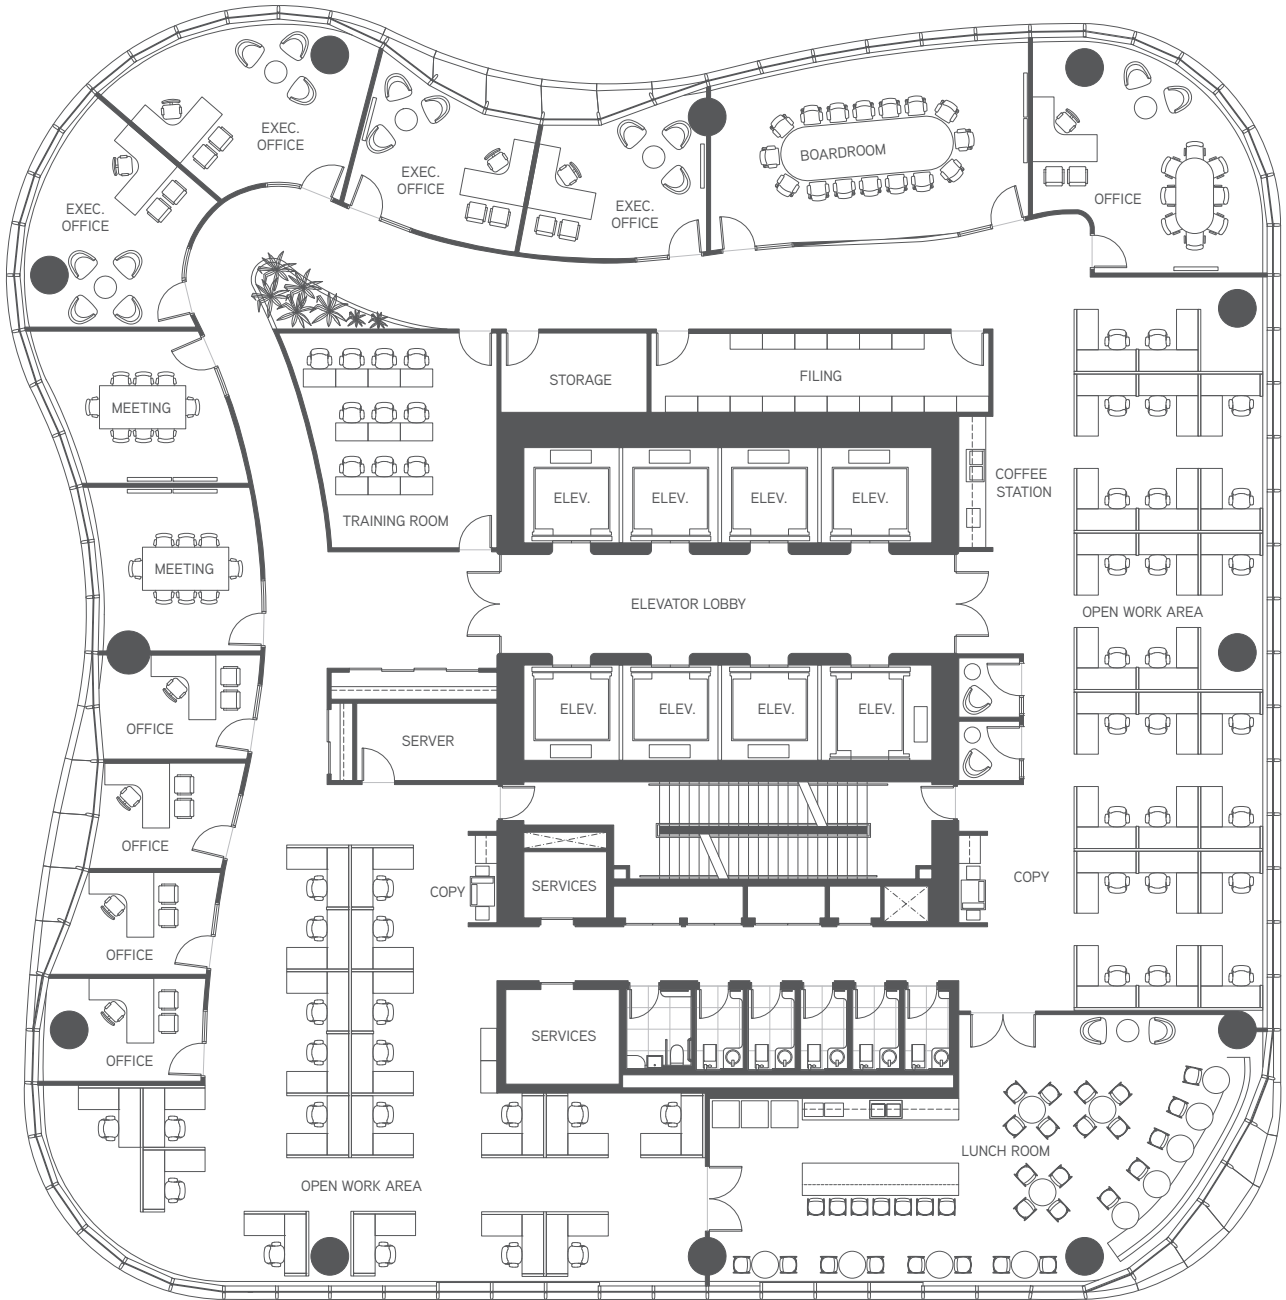 EXEC.
OFFICE
EXEC.
OFFICE
EXEC.
OFFICE
EXEC.
OFFICE
BOARDROOM
OFFICE
MEETING
MEETING
STORAGE
FILING
TRAINING ROOM
ELEV.
ELEV.
ELEV.
ELEV.
COFFEE
STATION
ELEVATOR LOBBY
OPEN WORK AREA
OFFICE
SERVER
ELEV.
ELEV.
ELEV.
ELEV.
OFFICE
COPY
SERVICES
COPY
OFFICE
OFFICE
SERVICES
LUNCH ROOM
OPEN WORK AREA